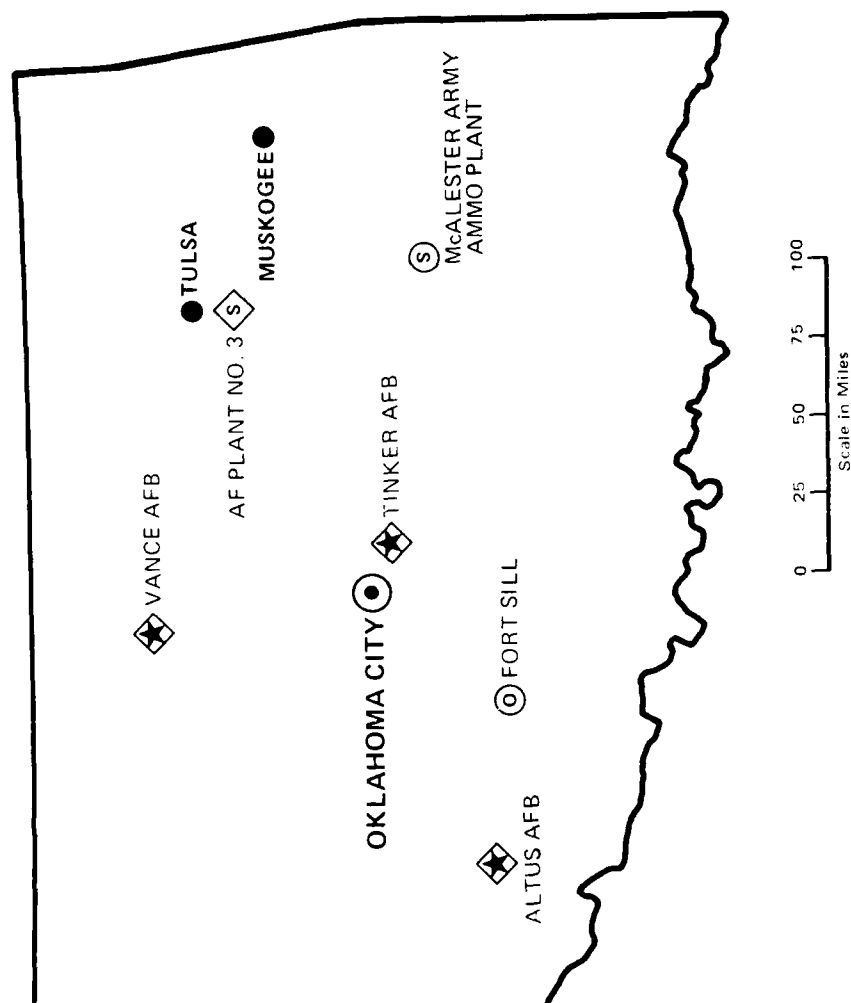 TULSA
MUSKOGEE
S
AF PLANT NO. 3
VANCE AFB
S
McALESTER ARMY
AMMO PLANT
TINKER AFB
OKLAHOMA CITY
O
FORT SILL
ALTUS AFB
0 25 50 75 100
Scale in Miles